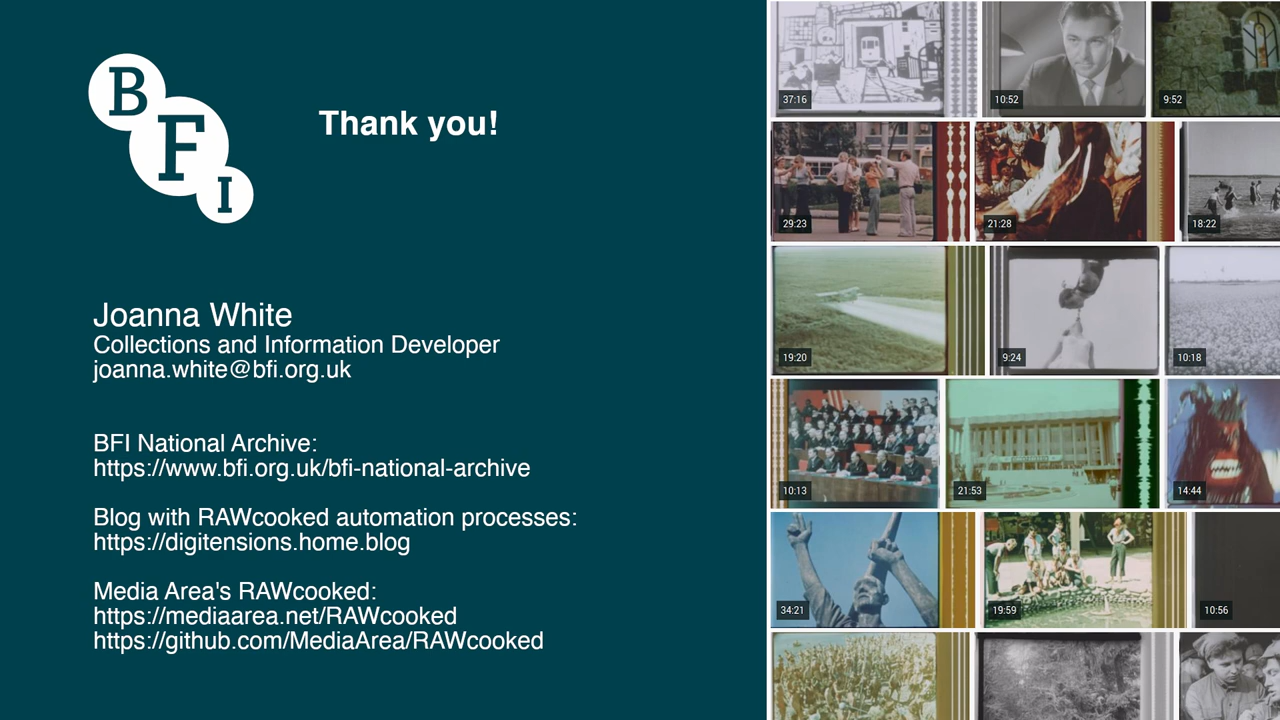 B
F
I
Thank you!
Joanna White
Collections and Information Developer
joanna.white@bfi.org.uk
BFI National Archive:
https://www.bfi.org.uk/bfi-national-archive
Blog with RAWcooked automation processes:
https://digitensions.home.blog
Media Area's RAWcooked:
https://mediaarea.net/RAWcooked
https://github.com/MediaArea/RAWcooked
37:16
10:52
9:52
29:23
21:28
18:22
19:20
9:24
10:18
10:13
21:53
14:44
34:21
19:59
10:56